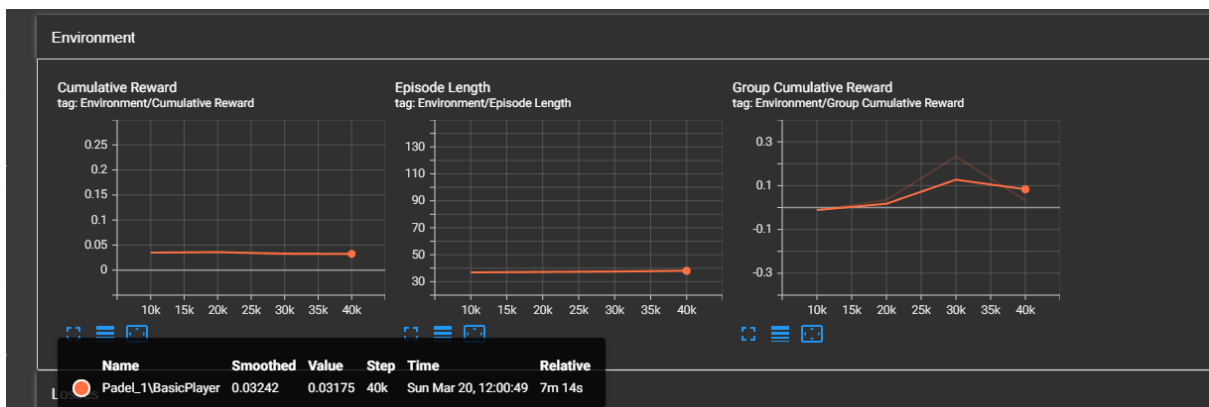 Environment
Cumulative Reward
tag: Environment/Cumulative Reward
0.25
0.2
0.15
0.1
0.05
0
10k 15k 20k 25k 30k 35k 40k
Episode Length
tag: Environment/Episode Length
130
110
90
70
50
30
10k 15k 20k 25k 30k 35k 40k
Group Cumulative Reward
tag: Environment/Group Cumulative Reward
0.3
0.1
-0.1
-0.3
10k 15k 20k 25k 30k 35k 40k
Name Smoothed Value Step Time Relative
Padel_1\BasicPlayer 0.03242 0.03175 40k Sun Mar 20, 12:00:49 7m 14s